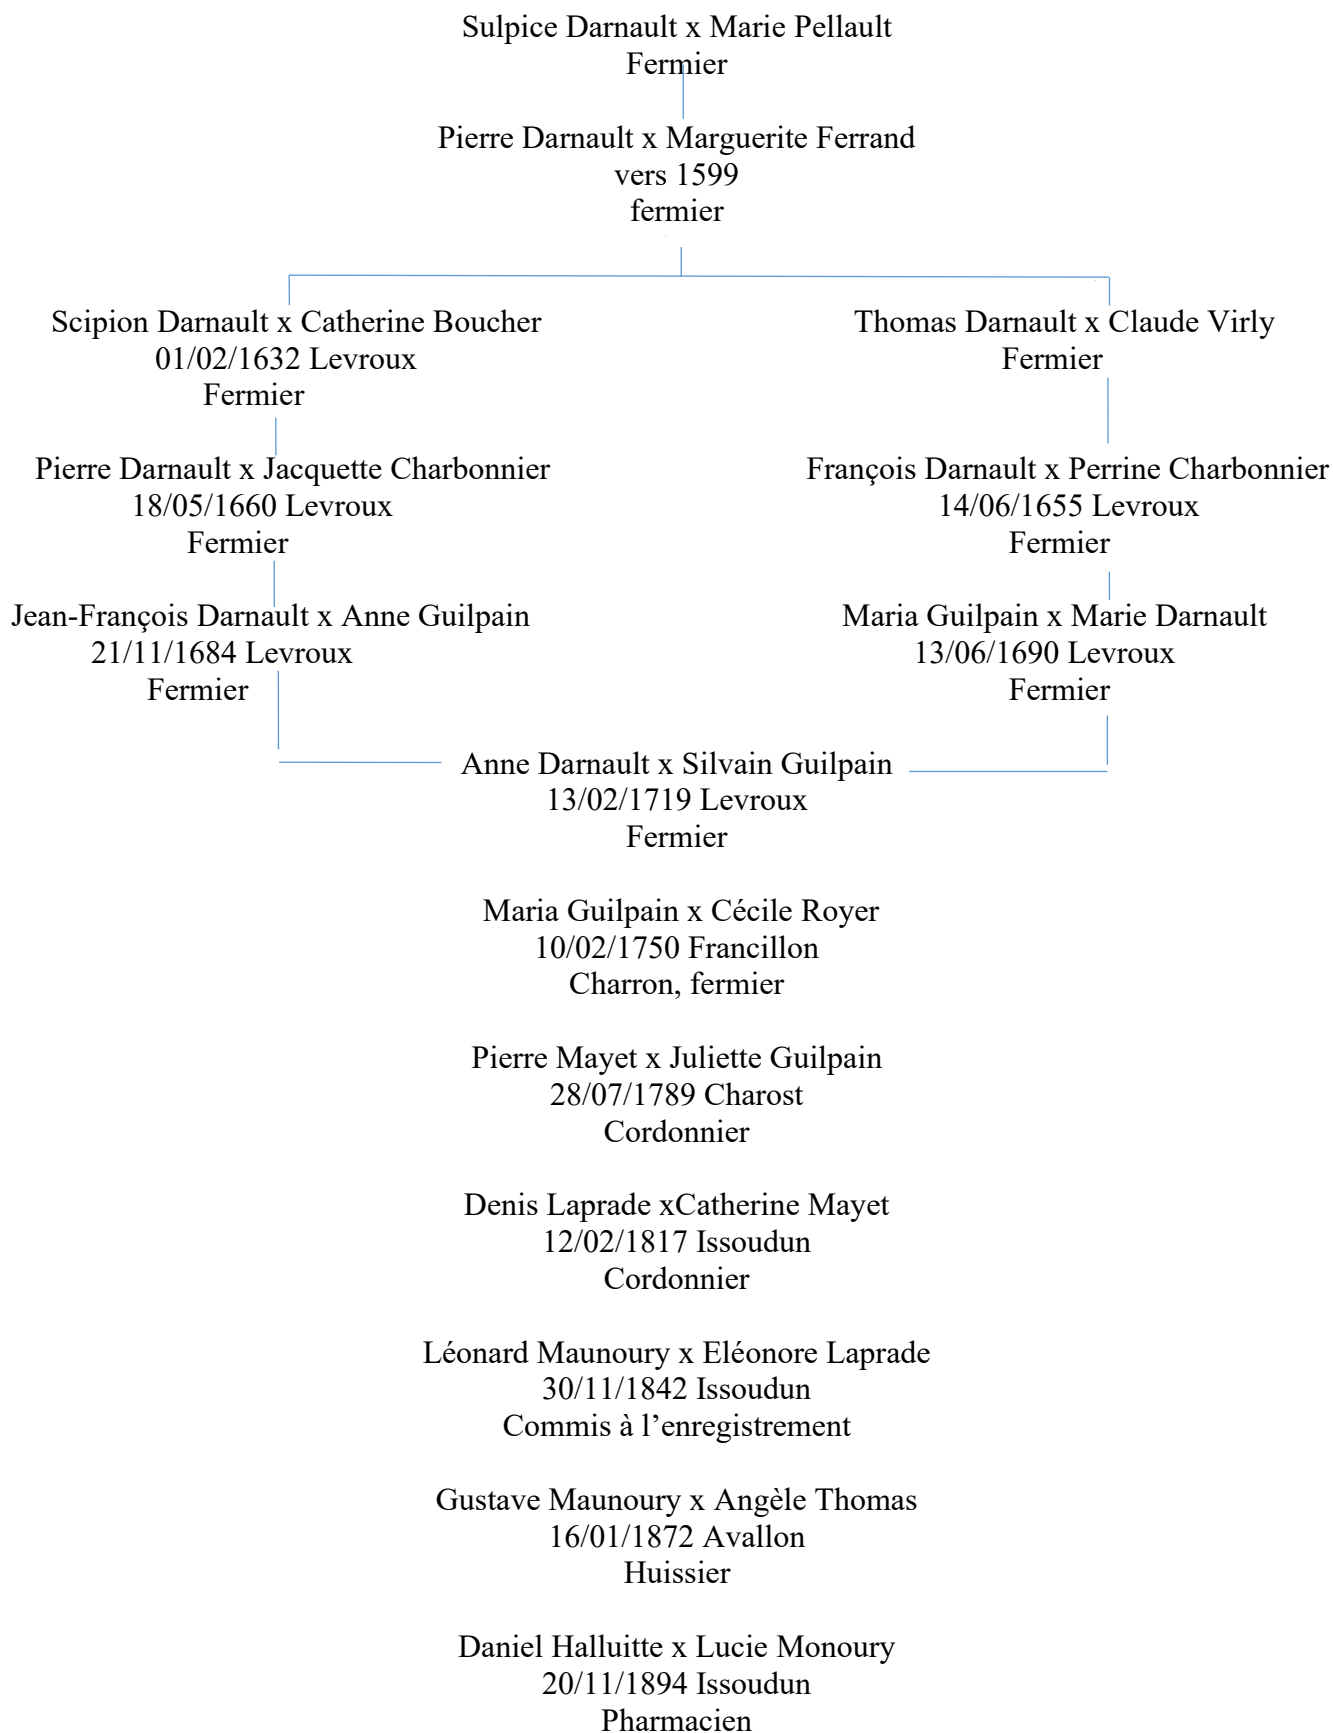 Sulpice Darnault x Marie Pellault
Fermier
Pierre Darnault x Marguerite Ferrand
vers 1599
fermier
Scipion Darnault x Catherine Boucher
01/02/1632 Levroux
Fermier
Thomas Darnault x Claude Virly
Fermier
Pierre Darnault x Jacquette Charbonnier
18/05/1660 Levroux
Fermier
François Darnault x Perrine Charbonnier
14/06/1655 Levroux
Fermier
Jean-François Darnault x Anne Guilpain
21/11/1684 Levroux
Fermier
Maria Guilpain x Marie Darnault
13/06/1690 Levroux
Fermier
Anne Darnault x Silvain Guilpain
13/02/1719 Levroux
Fermier
Maria Guilpain x Cécile Royer
10/02/1750 Francillon
Charron, fermier
Pierre Mayet x Juliette Guilpain
28/07/1789 Charost
Cordonnier
Denis Laprade xCatherine Mayet
12/02/1817 Issoudun
Cordonnier
Léonard Maunoury x Eléonore Laprade
30/11/1842 Issoudun
Commis à l’enregistrement
Gustave Maunoury x Angèle Thomas
16/01/1872 Avallon
Huissier
Daniel Halluitte x Lucie Monoury
20/11/1894 Issoudun
Pharmacien